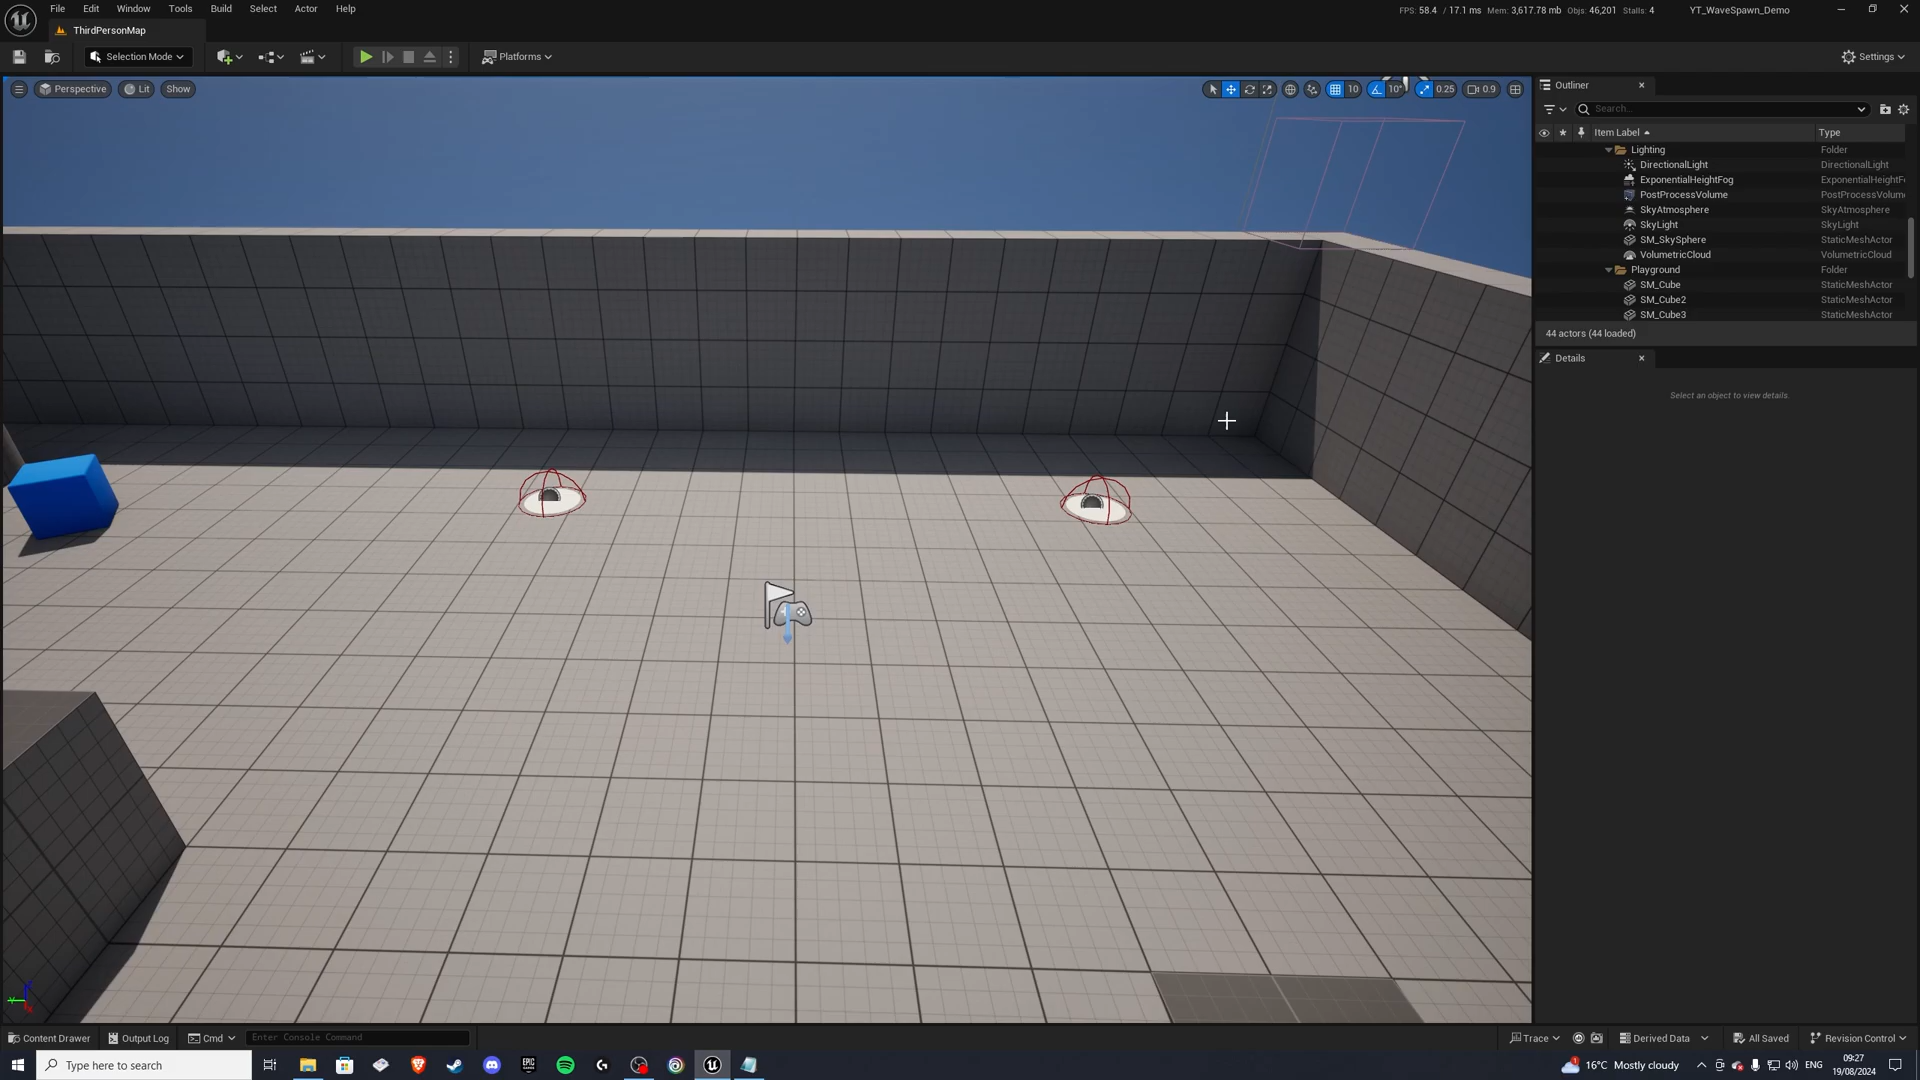 File Edit Window Tools Build Select Actor Help
FPS: 58.4 / 17.1 ms Mem: 3,617.78 mb Objs: 46,201 Stalls: 4
YT_WaveSpawn_Demo
ThirdPersonMap
Selection Mode
Platforms
Settings
Perspective
Lit
Show
10
10°
0.25
0.9
Outliner
Search...
Item Label
Type
Lighting Folder
DirectionalLight DirectionalLight
ExponentialHeightFog ExponentialHeightF
PostProcessVolume PostProcessVolum
SkyAtmosphere SkyAtmosphere
SkyLight SkyLight
SM_SkySphere StaticMeshActor
VolumetricCloud VolumetricCloud
Playground Folder
SM_Cube StaticMeshActor
SM_Cube2 StaticMeshActor
SM_Cube3 StaticMeshActor
44 actors (44 loaded)
Details
Select an object to view details.
Content Drawer
Output Log
Cmd
Enter Console Command
Trace
Derived Data
All Saved
Revision Control
Type here to search
EPIC
16°C Mostly cloudy
ENG
09:27
19/08/2024